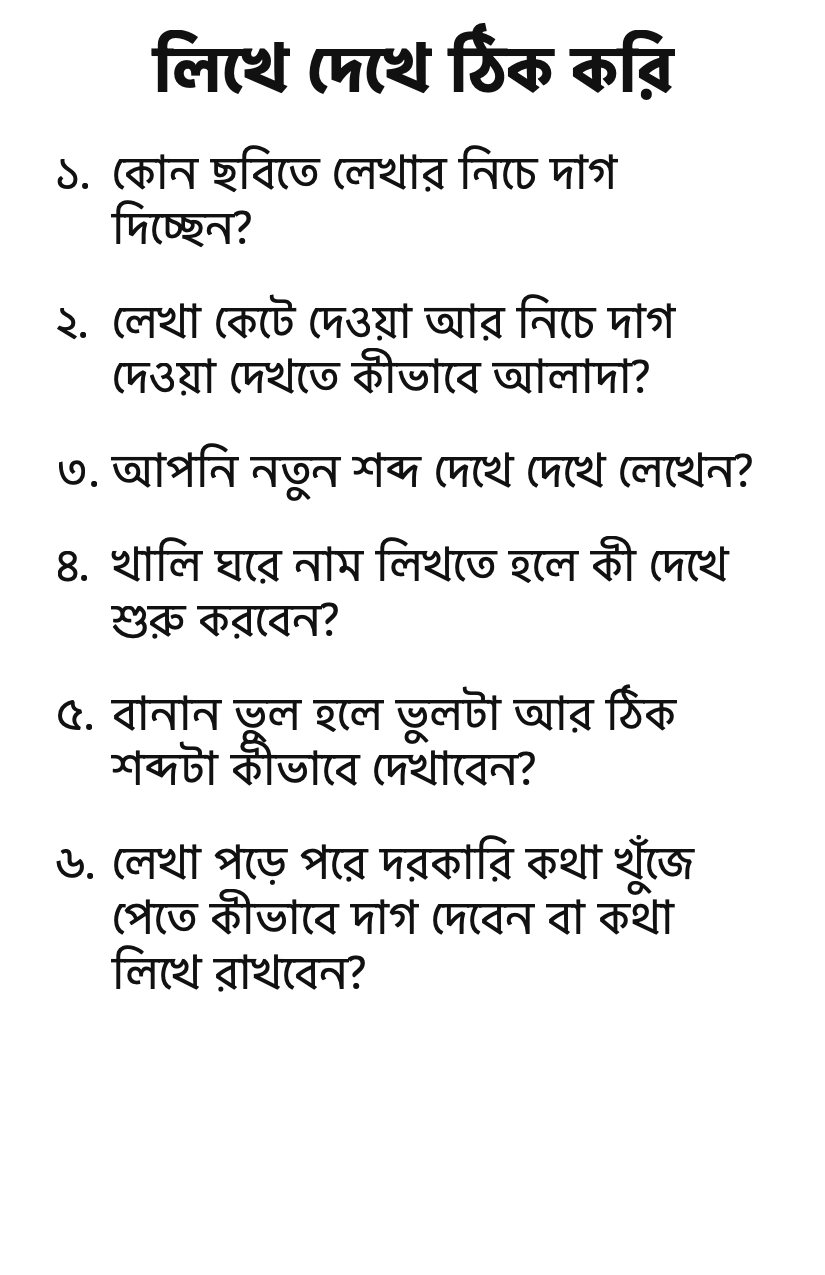 লিখে দেখে ঠিক করি
১. কোন ছবিতে লেখার নিচে দাগ
দিচ্ছেন?
২. লেখা কেটে দেওয়া আর নিচে দাগ
দেওয়া দেখতে কীভাবে আলাদা?
৩. আপনি নতুন শব্দ দেখে দেখে লেখেন?
৪. খালি ঘরে নাম লিখতে হলে কী দেখে
শুরু করবেন?
৫. বানান ভুল হলে ভুলটা আর ঠিক
শব্দটা কীভাবে দেখাবেন?
৬. লেখা পড়ে পরে দরকারি কথা খুঁজে
পেতে কীভাবে দাগ দেবেন বা কথা
লিখে রাখবেন?